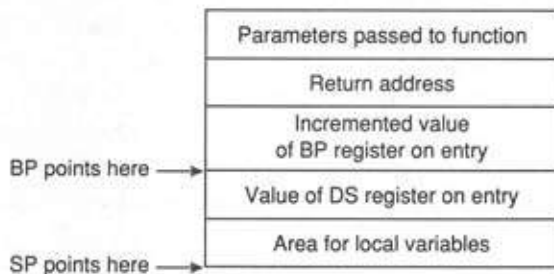 Parameters passed to function
Return address
Incremented value
of BP register on entry
BP points here
Value of DS register on entry
Area for local variables
SP points here